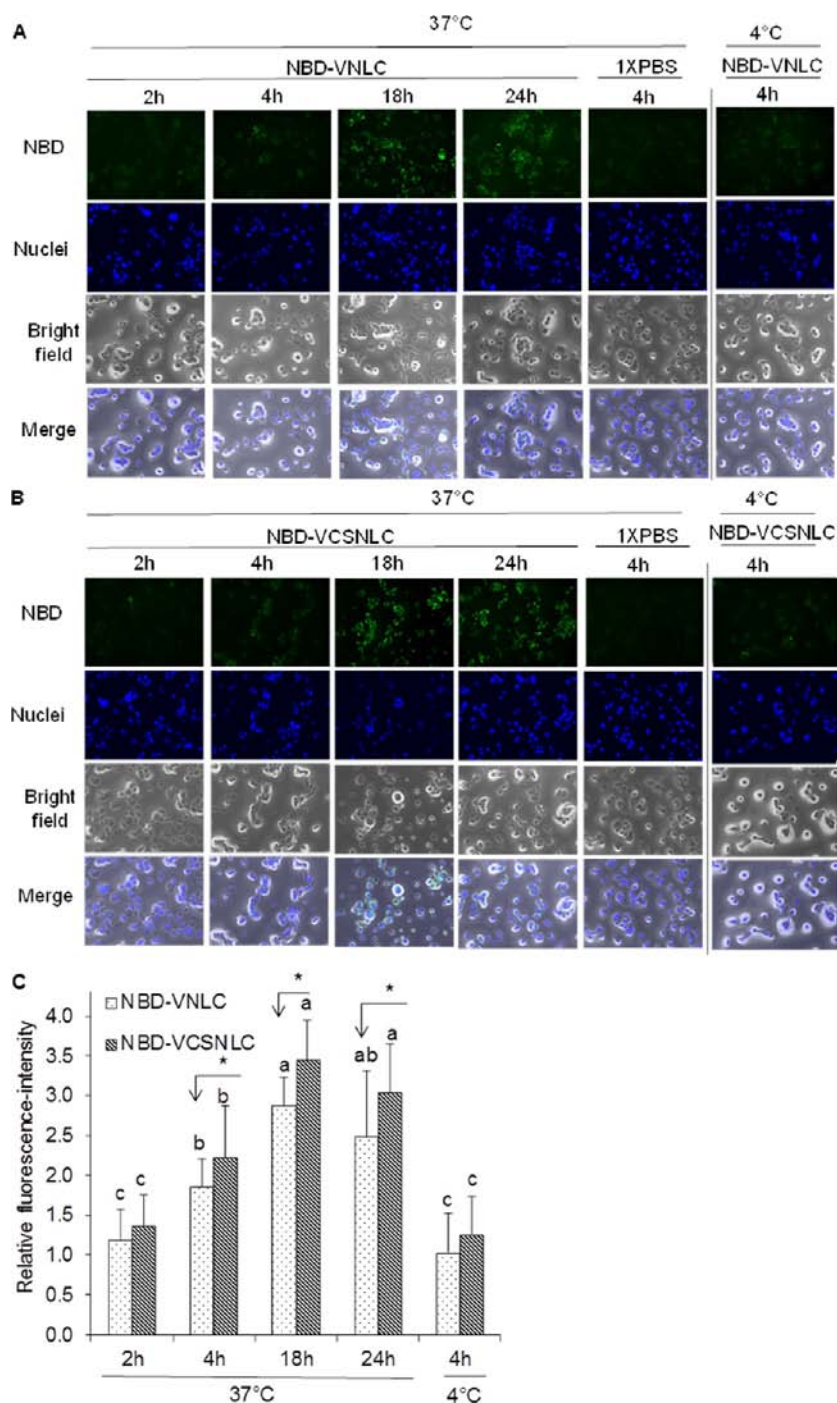 A
37°C
4°C
NBD-VNLC
1XPBS
NBD-VNLC
2h 4h 18h 24h 4h 4h
NBD
Nuclei
Bright
field
Merge
B
37°C
4°C
NBD-VCSNLC
1XPBS
NBD-VCSNLC
2h 4h 18h 24h 4h 4h
NBD
Nuclei
Bright
field
Merge
C
Relative fluorescence-intensity
4.0
3.5
3.0
2.5
2.0
1.5
1.0
0.5
0.0
NBD-VNLC
NBD-VCSNLC
* * *
c c b b a a ab a c c
2h 4h 18h 24h 4h
37°C 4°C